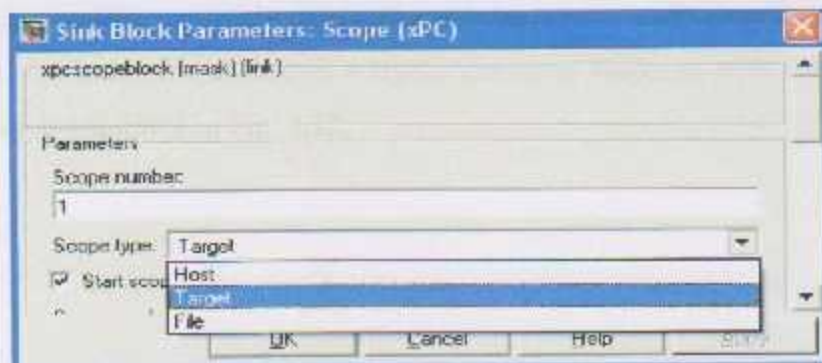 Sink Block Parameters: Scope (xPC)
xpcscopeblock (mask) (link)
Parameters
Scope number:
1
Scope type: Target
Host
Start scop
Target
File
OK Cancel Help Apply